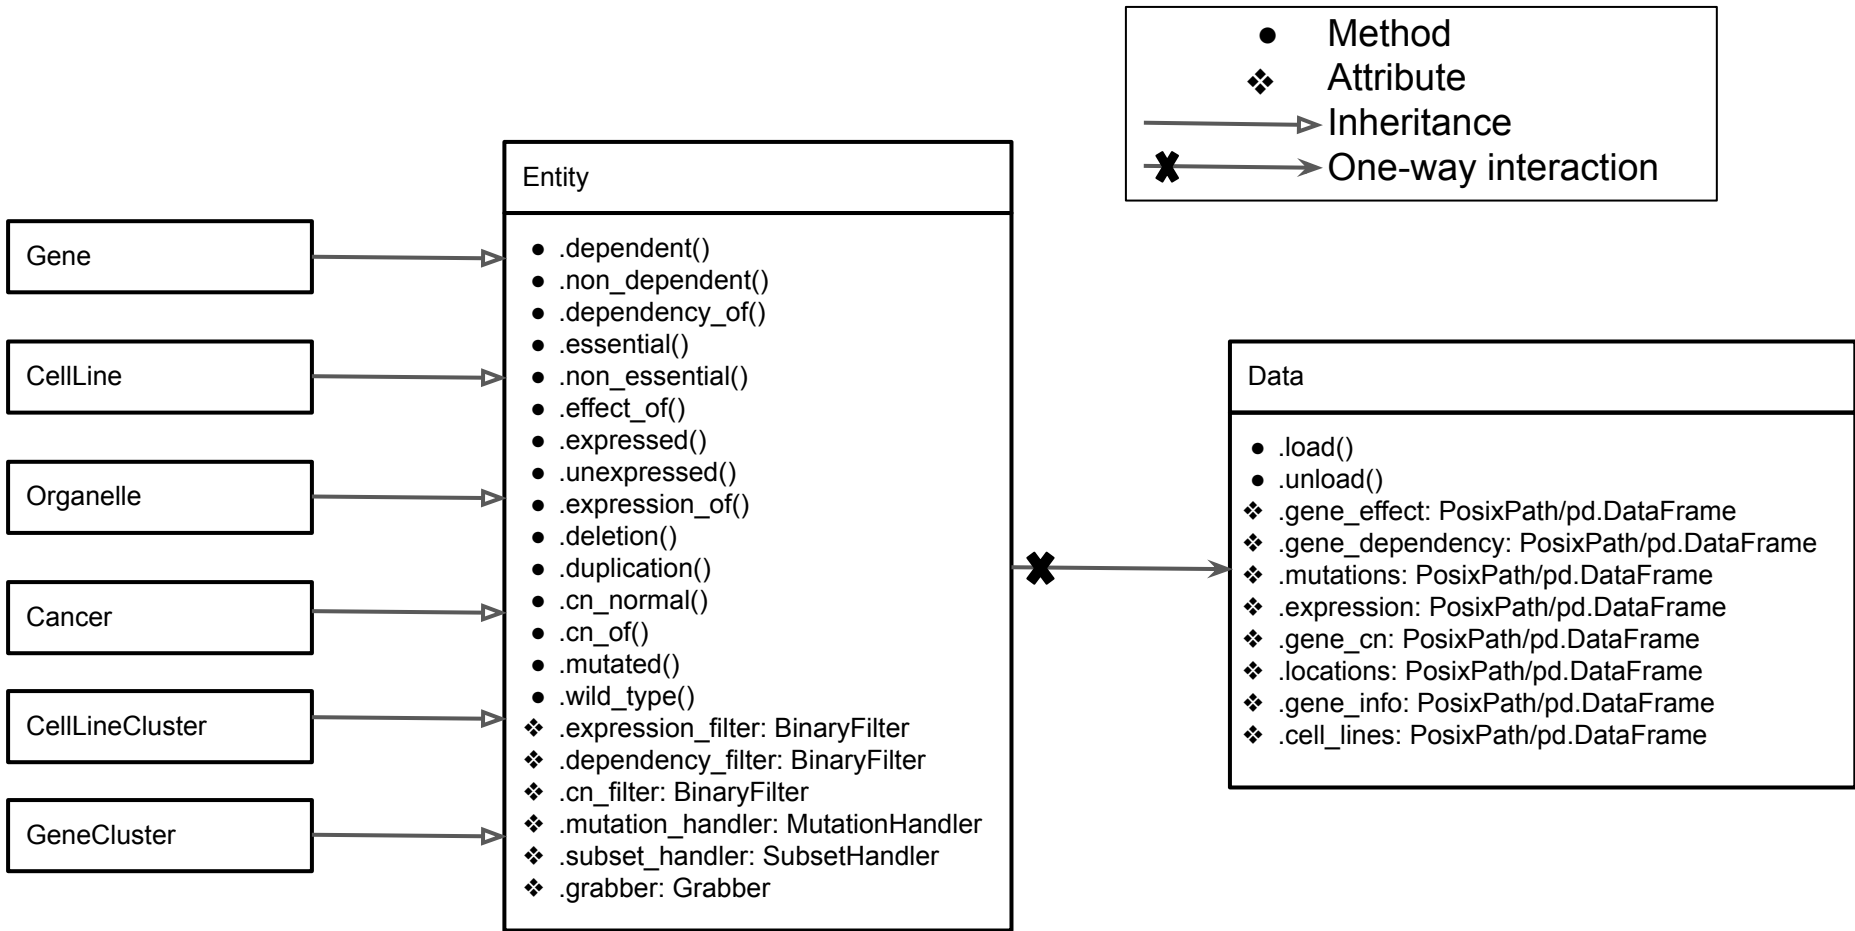 ● Method
❖ Attribute
Inheritance
One-way interaction
Gene
CellLine
Organelle
Cancer
CellLineCluster
GeneCluster
Entity
● .dependent()
● .non_dependent()
● .dependency_of()
● .essential()
● .non_essential()
● .effect_of()
● .expressed()
● .unexpressed()
● .expression_of()
● .deletion()
● .duplication()
● .cn_normal()
● .cn_of()
● .mutated()
● .wild_type()
❖ .expression_filter: BinaryFilter
❖ .dependency_filter: BinaryFilter
❖ .cn_filter: BinaryFilter
❖ .mutation_handler: MutationHandler
❖ .subset_handler: SubsetHandler
❖ .grabber: Grabber
Data
● .load()
● .unload()
❖ .gene_effect: PosixPath/pd.DataFrame
❖ .gene_dependency: PosixPath/pd.DataFrame
❖ .mutations: PosixPath/pd.DataFrame
❖ .expression: PosixPath/pd.DataFrame
❖ .gene_cn: PosixPath/pd.DataFrame
❖ .locations: PosixPath/pd.DataFrame
❖ .gene_info: PosixPath/pd.DataFrame
❖ .cell_lines: PosixPath/pd.DataFrame